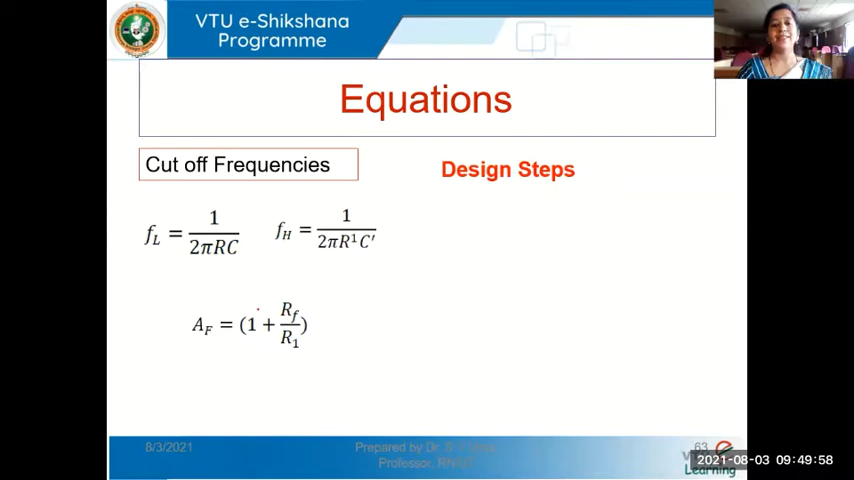 VTU e-Shikshana
Programme
Equations
Cut off Frequencies
Design Steps
f_L = 1/(2πRC)
f_H = 1/(2πR¹C′)
A_F = (1 + R_f/R_1)
8/3/2021
Prepared by Dr.
Professor,
63
2021-08-03 09:49:58
Learning